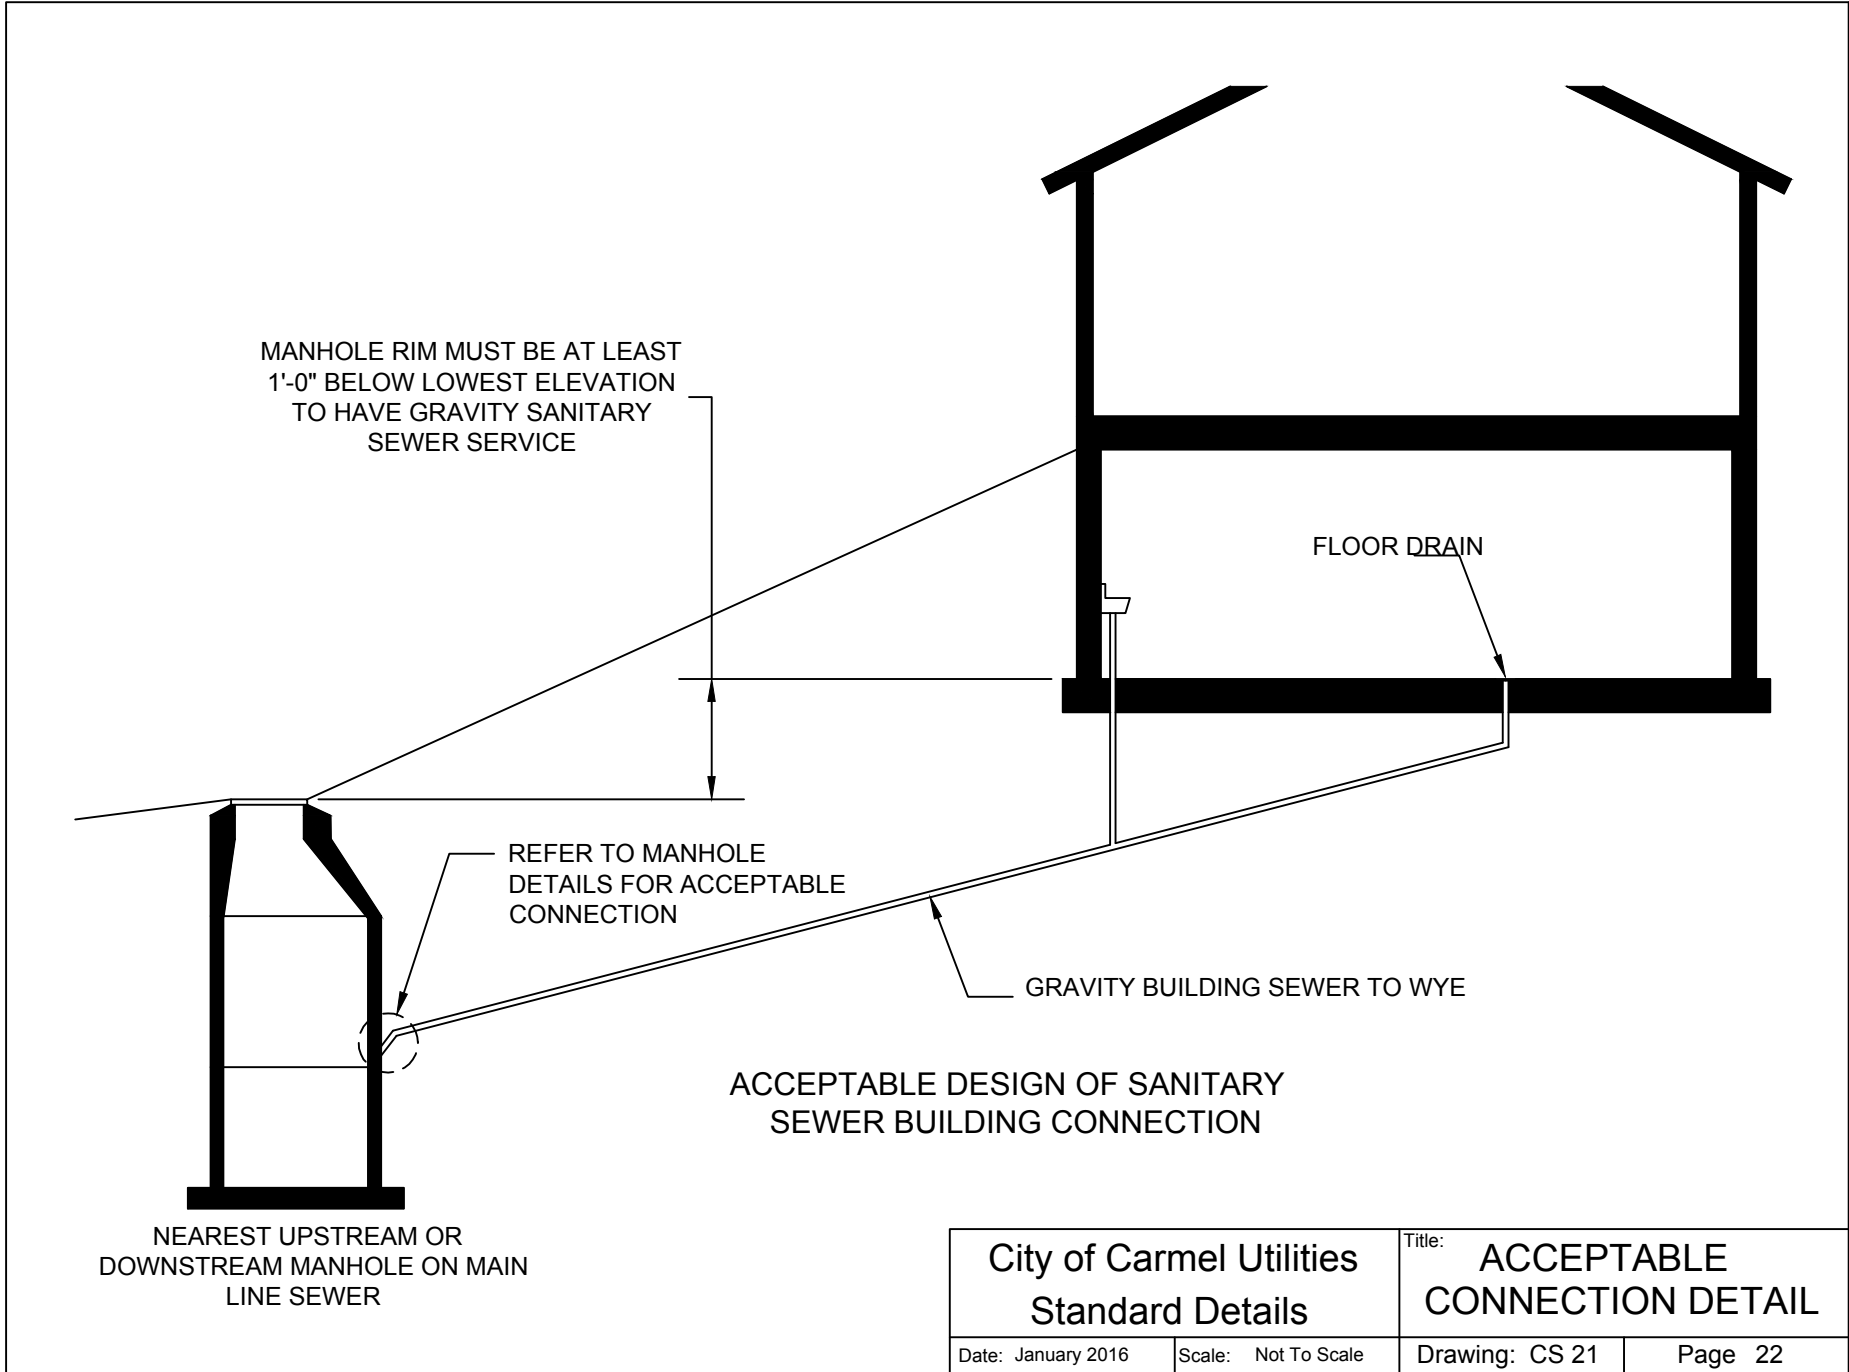 MANHOLE RIM MUST BE AT LEAST
1'-0" BELOW LOWEST ELEVATION
TO HAVE GRAVITY SANITARY
SEWER SERVICE
FLOOR DRAIN
REFER TO MANHOLE
DETAILS FOR ACCEPTABLE
CONNECTION
GRAVITY BUILDING SEWER TO WYE
ACCEPTABLE DESIGN OF SANITARY
SEWER BUILDING CONNECTION
NEAREST UPSTREAM OR
DOWNSTREAM MANHOLE ON MAIN
LINE SEWER
City of Carmel Utilities
Standard Details
Title: ACCEPTABLE
CONNECTION DETAIL
Date: January 2016
Scale: Not To Scale
Drawing: CS 21
Page 22